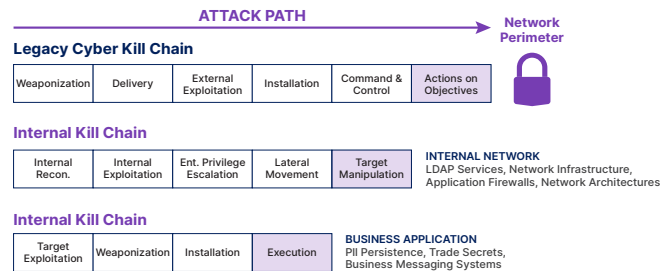 ATTACK PATH
Network
Perimeter
Legacy Cyber Kill Chain
Weaponization
Delivery
External
Exploitation
Installation
Command &
Control
Actions on
Objectives
Internal Kill Chain
Internal
Recon.
Internal
Exploitation
Ent. Privilege
Escalation
Lateral
Movement
Target
Manipulation
INTERNAL NETWORK
LDAP Services, Network Infrastructure,
Application Firewalls, Network Architectures
Internal Kill Chain
Target
Exploitation
Weaponization
Installation
Execution
BUSINESS APPLICATION
PII Persistence, Trade Secrets,
Business Messaging Systems